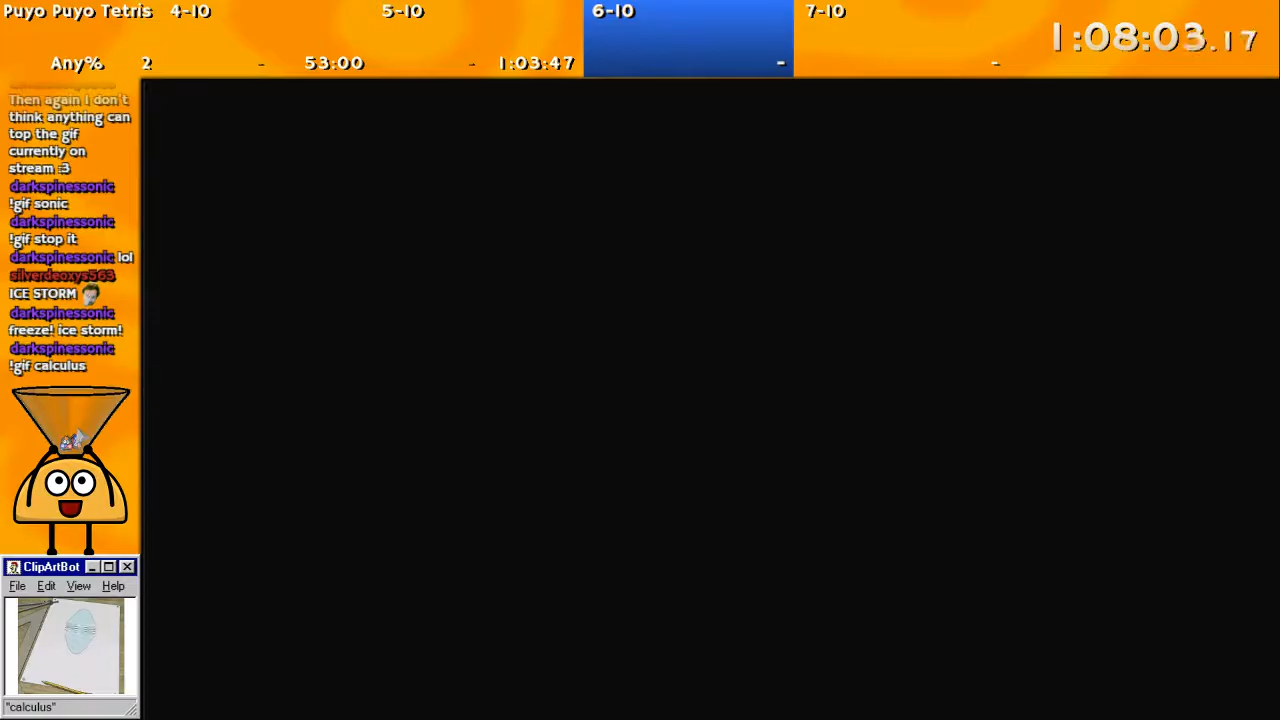 Puyo Puyo Tetris 4-10 5-10 6-10 7-10
1:08:03.17
Any% 2 - 53:00 - 1:03:47 - -
Then again I don't
think anything can
top the gif
currently on
stream :3
darkspinessonic
!gif sonic
darkspinessonic
!gif stop it
darkspinessonic lol
silverdeoxys563
ICE STORM
darkspinessonic
freeze! ice storm!
darkspinessonic
!gif calculus
ClipArtBot
File Edit View Help
"calculus"